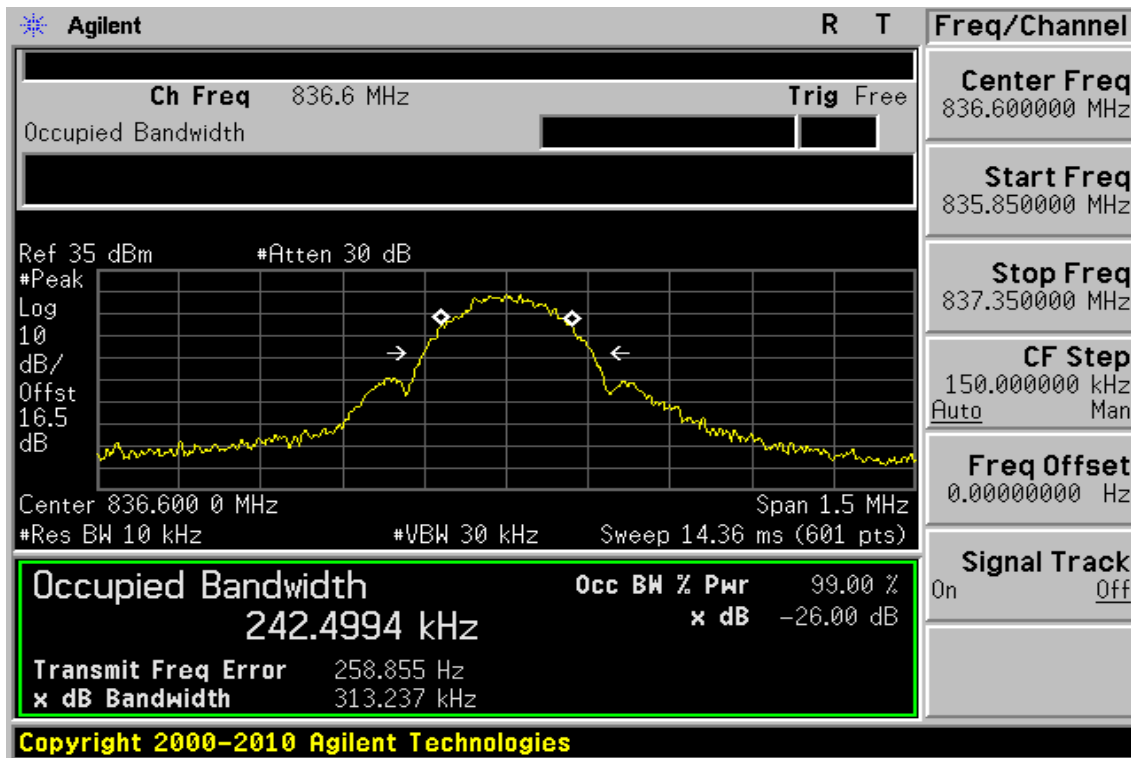 Agilent R T
Ch Freq 836.6 MHz Trig Free
Occupied Bandwidth
Ref 35 dBm #Atten 30 dB
#Peak
Log
10
dB/
Offst
16.5
dB
Center 836.600 0 MHz Span 1.5 MHz
#Res BW 10 kHz #VBW 30 kHz Sweep 14.36 ms (601 pts)
Occupied Bandwidth
242.4994 kHz
Occ BW % Pwr 99.00 %
x dB -26.00 dB
Transmit Freq Error 258.855 Hz
x dB Bandwidth 313.237 kHz
Copyright 2000-2010 Agilent Technologies
Freq/Channel
Center Freq
836.600000 MHz
Start Freq
835.850000 MHz
Stop Freq
837.350000 MHz
CF Step
150.000000 kHz
Auto Man
Freq Offset
0.00000000 Hz
Signal Track
On Off